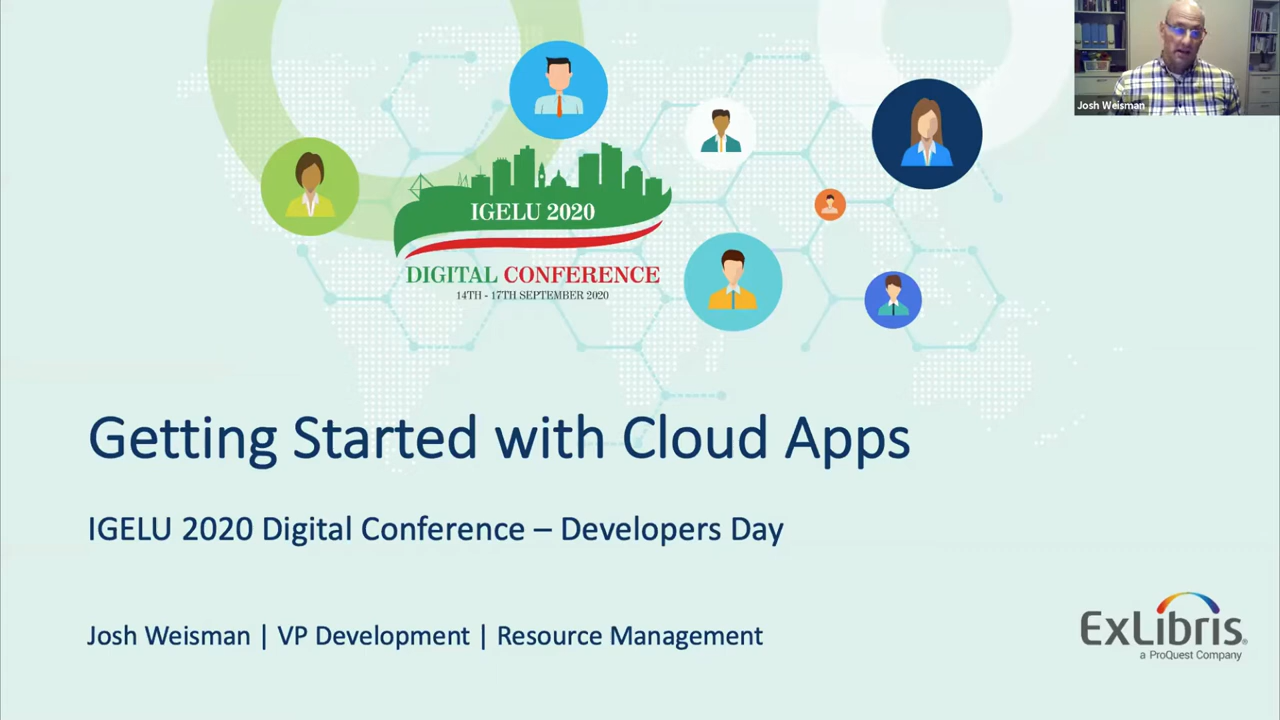 Josh Weisman
IGELU 2020
DIGITAL CONFERENCE
14TH - 17TH SEPTEMBER 2020
Getting Started with Cloud Apps
IGELU 2020 Digital Conference – Developers Day
Josh Weisman | VP Development | Resource Management
ExLibris®
a ProQuest Company